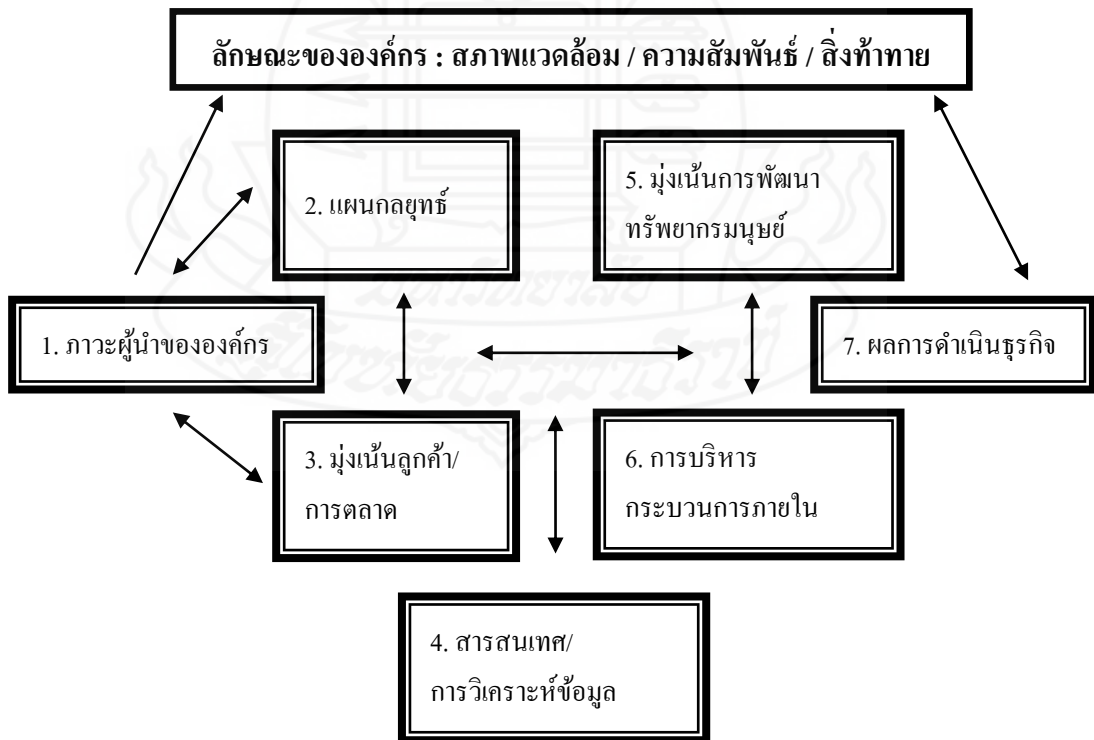 ลักษณะขององค์กร : สภาพแวดล้อม / ความสัมพันธ์ / สิ่งท้าทาย
2. แผนกลยุทธ์
5. มุ่งเน้นการพัฒนา
ทรัพยากรมนุษย์
1. ภาวะผู้นำขององค์กร
7. ผลการดำเนินธุรกิจ
3. มุ่งเน้นลูกค้า/
การตลาด
6. การบริหาร
กระบวนการภายใน
4. สารสนเทศ/
การวิเคราะห์ข้อมูล